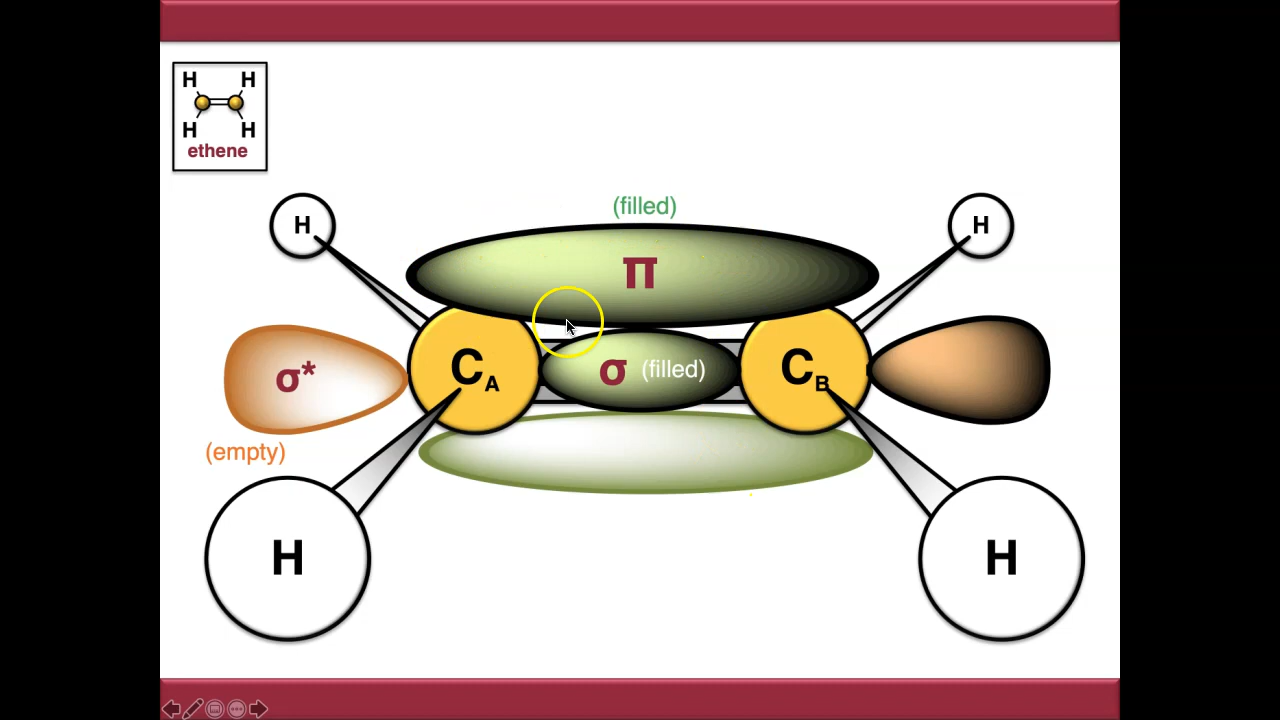 H H
H H
ethene
(filled)
H
H
π
σ*
C A
σ (filled)
C B
(empty)
H
H